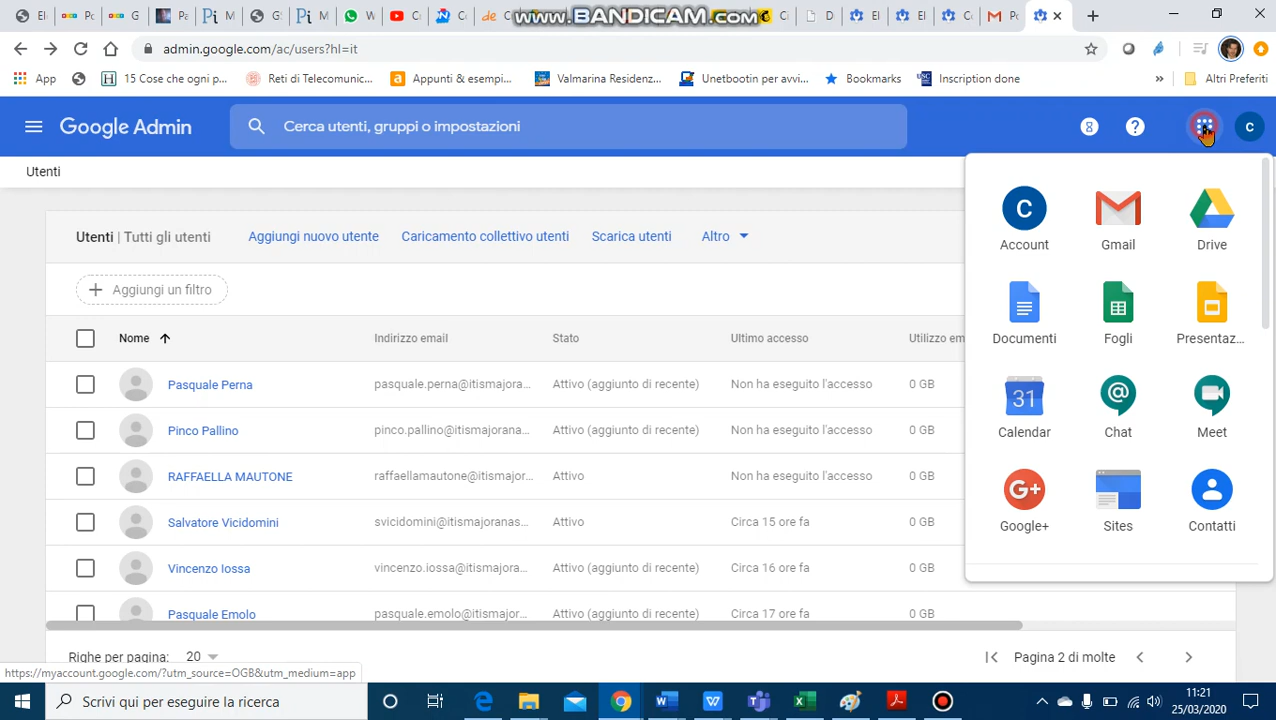 Pa
G
Pi
Pa
Pi
G
Pi
M
W
C
N
C
de
C
www.BANDICAM.com
C
D
El
El
C
Po
admin.google.com/ac/users?hl=it
App
15 Cose che ogni p...
Reti di Telecomunic...
Appunti & esempi...
Valmarina Residenz...
Unetbootin per avvi...
Bookmarks
Inscription done
»
Altri Preferiti
Google Admin
Cerca utenti, gruppi o impostazioni
C
Utenti
Utenti | Tutti gli utenti
Aggiungi nuovo utente
Caricamento collettivo utenti
Scarica utenti
Altro
Aggiungi un filtro
Nome
Indirizzo email
Stato
Ultimo accesso
Utilizzo em
Pasquale Perna
pasquale.perna@itismajora...
Attivo (aggiunto di recente)
Non ha eseguito l'accesso
0 GB
Pinco Pallino
pinco.pallino@itismajorana...
Attivo (aggiunto di recente)
Non ha eseguito l'accesso
0 GB
RAFFAELLA MAUTONE
raffaellamautone@itismajor...
Attivo
Non ha eseguito l'accesso
0 GB
Salvatore Vicidomini
svicidomini@itismajoranas...
Attivo
Circa 15 ore fa
0 GB
Vincenzo Iossa
vincenzo.iossa@itismajora...
Attivo (aggiunto di recente)
Circa 16 ore fa
0 GB
Pasquale Emolo
pasquale.emolo@itismajor...
Attivo (aggiunto di recente)
Circa 17 ore fa
0 GB
Righe per pagina:
20
Pagina 2 di molte
C
Account
Gmail
Drive
Documenti
Fogli
Presentaz...
31
Calendar
Chat
Meet
G+
Google+
Sites
Contatti
https://myaccount.google.com/?utm_source=OGB&utm_medium=app
Scrivi qui per eseguire la ricerca
11:21
25/03/2020